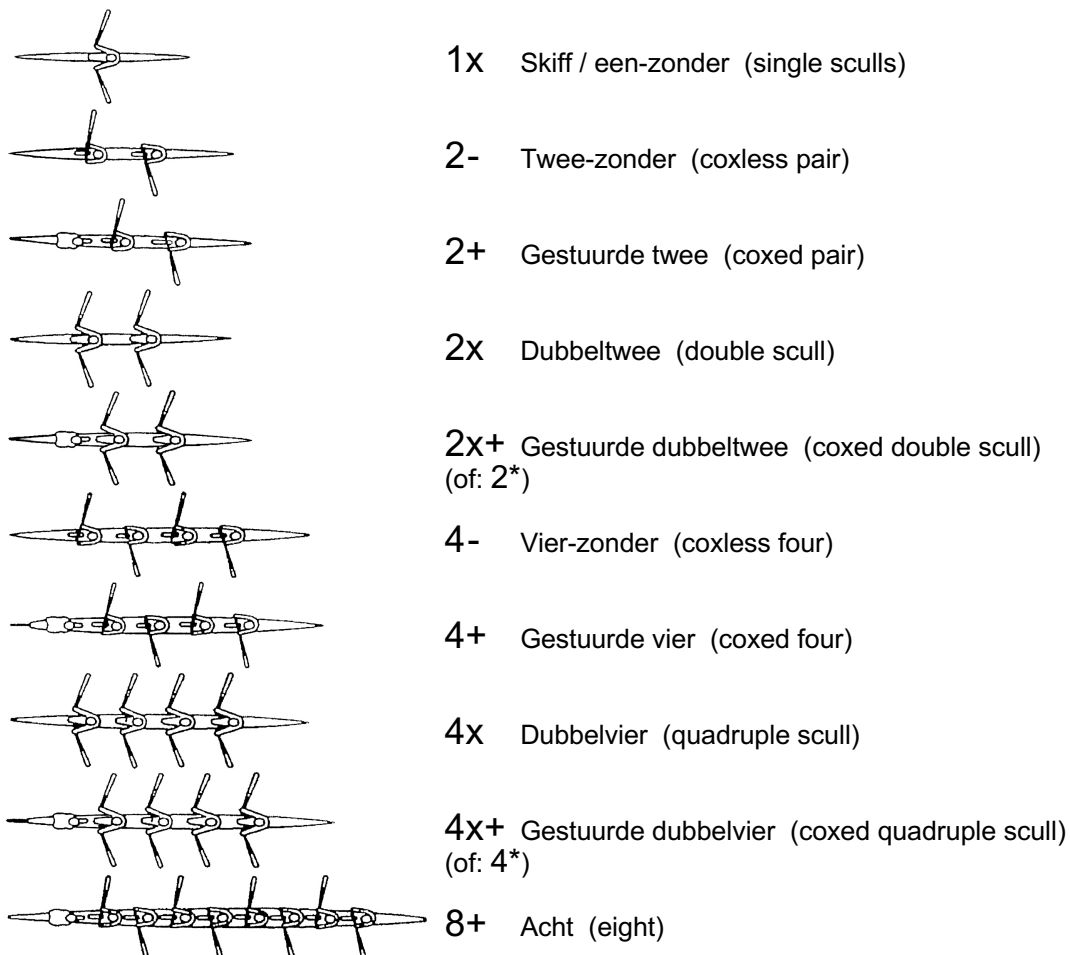 1x Skiff / een-zonder (single sculls)
2- Twee-zonder (coxless pair)
2+ Gestuurde twee (coxed pair)
2x Dubbeltwee (double scull)
2x+ Gestuurde dubbeltwee (coxed double scull)
(of: 2*)
4- Vier-zonder (coxless four)
4+ Gestuurde vier (coxed four)
4x Dubbelvier (quadruple scull)
4x+ Gestuurde dubbelvier (coxed quadruple scull)
(of: 4*)
8+ Acht (eight)